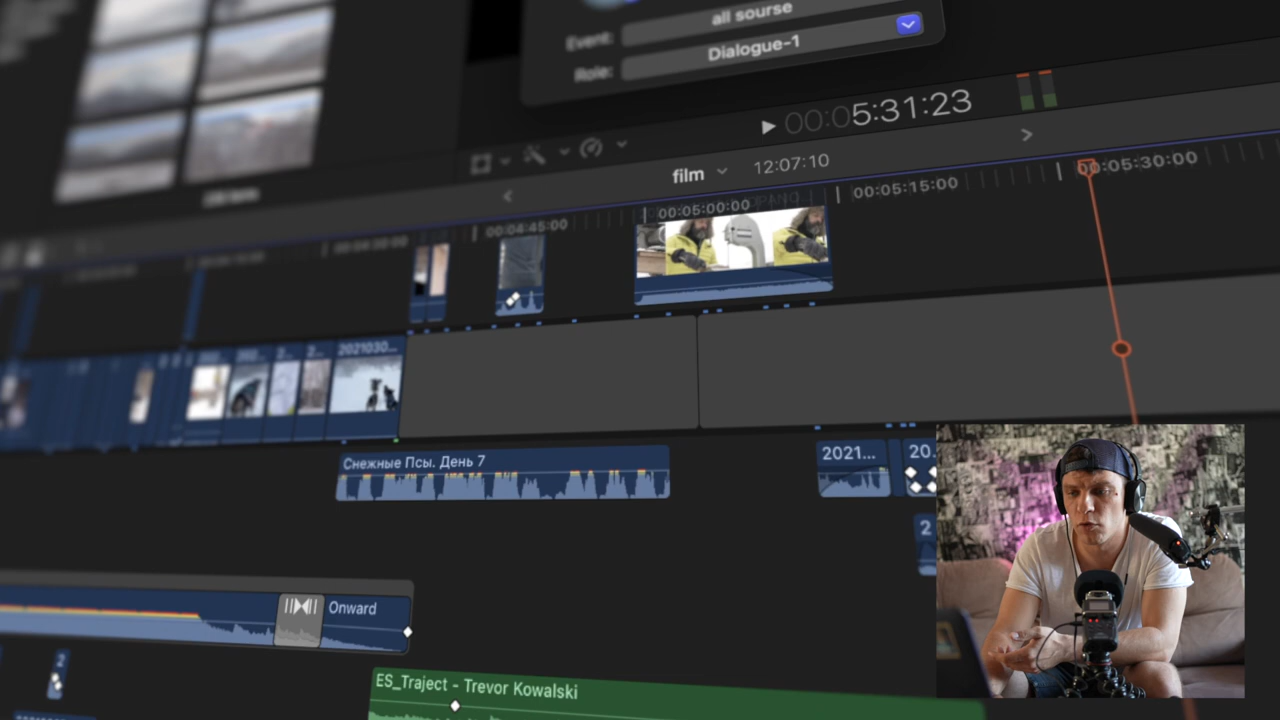 Event:
all sourse
Role:
Dialogue-1
00:05:31:23
film
12:07:10
00:04:45:00
00:05:00:00
00:05:15:00
00:05:30:00
2021030...
Снежные Псы. День 7
2021...
20.
2
Onward
2
ES_Traject - Trevor Kowalski